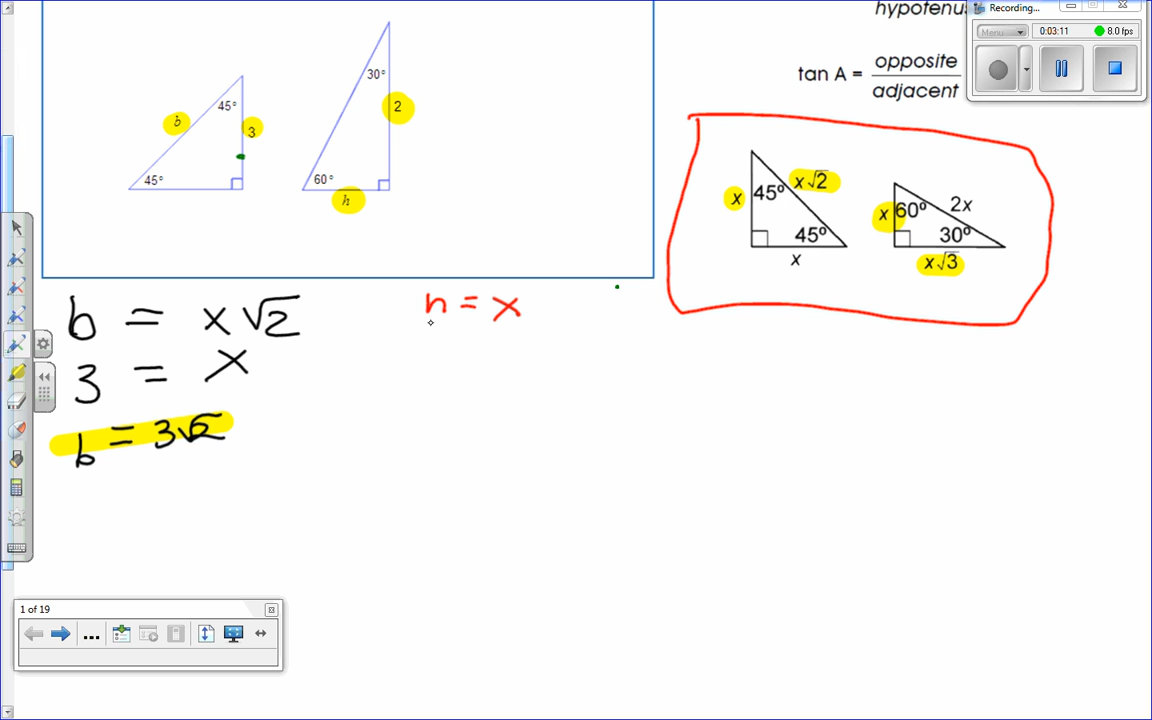 hypotenus
Recording...
Menu
0:03:11
8.0 fps
tan A = opposite / adjacent
30°
45°
b
3
2
45°
60°
h
x
45°
x√2
45°
x
x
60°
2x
30°
x√3
b = x√2
h = x
3 = x
b = 3√2
1 of 19
...